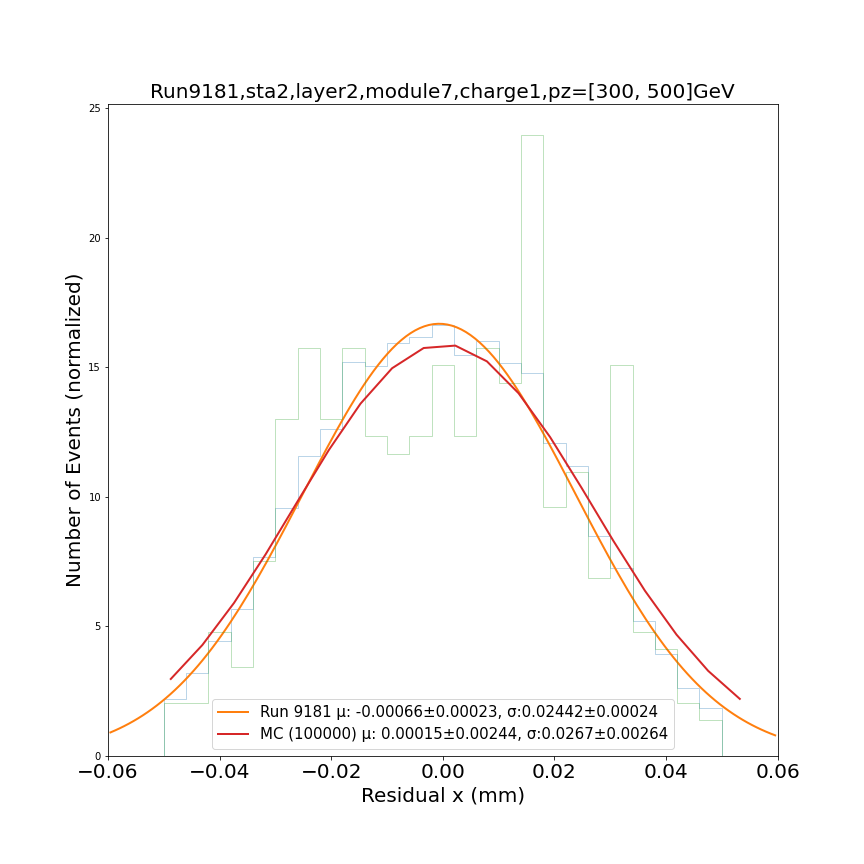 Run9181,sta2,layer2,module7,charge1,pz=[300, 500]GeV
25
20
15
10
5
0
Number of Events (normalized)
Run 9181 μ: -0.00066±0.00023, σ:0.02442±0.00024
MC (100000) μ: 0.00015±0.00244, σ:0.0267±0.00264
−0.06 −0.04 −0.02 0.00 0.02 0.04 0.06
Residual x (mm)